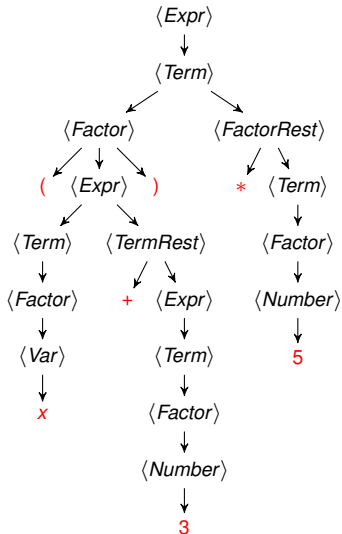 ⟨Expr⟩
⟨Term⟩
⟨Factor⟩ ⟨FactorRest⟩
( ⟨Expr⟩ ) * ⟨Term⟩
⟨Term⟩ ⟨TermRest⟩ ⟨Factor⟩
⟨Factor⟩ + ⟨Expr⟩ ⟨Number⟩
⟨Var⟩ ⟨Term⟩ 5
x ⟨Factor⟩
⟨Number⟩
3